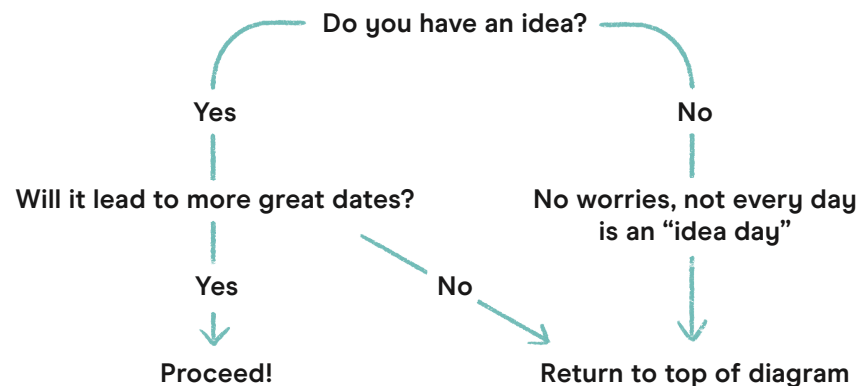 Do you have an idea?
Yes
No
Will it lead to more great dates?
No worries, not every day
is an “idea day”
Yes
No
Proceed!
Return to top of diagram